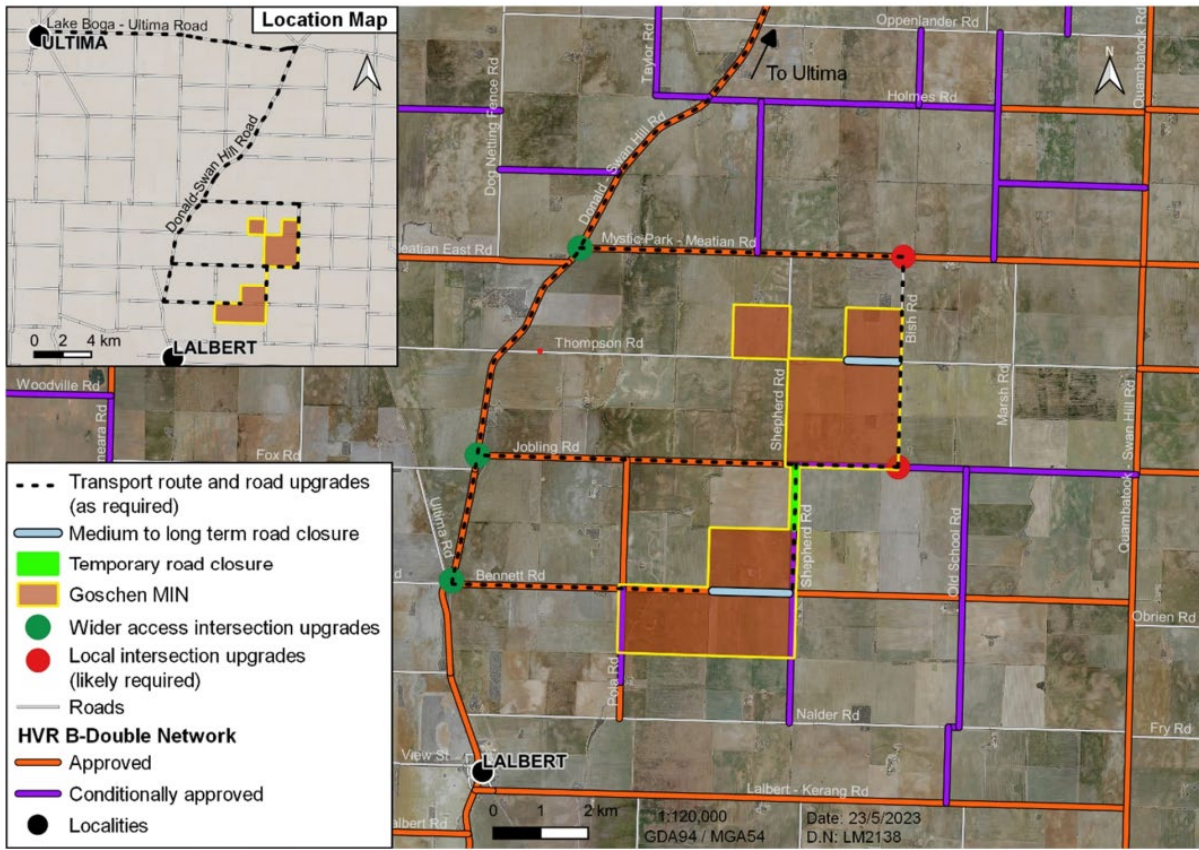 Location Map
Lake Boga - Ultima Road
ULTIMA
Donald-Swan Hill Road
0 2 4 km
LALBERT
Oppenlander Rd
Taylor Rd
To Ultima
N
Dog Netting Fence Rd
Holmes Rd
Quambatook Rd
Donald - Swan Hill Rd
Mystic Park - Meatian Rd
eatian East Rd
Bish Rd
Thompson Rd
Shepherd Rd
Marsh Rd
Woodville Rd
meara Rd
Fox Rd
Jobling Rd
Quambatook - Swan Hill Rd
Ultima Rd
Shepherd Rd
Old School Rd
d
Bennett Rd
Obrien Rd
Pola Rd
Nalder Rd
Fry Rd
View St
LALBERT
Lalbert - Kerang Rd
albert Rd
Transport route and road upgrades
(as required)
Medium to long term road closure
Temporary road closure
Goschen MIN
Wider access intersection upgrades
Local intersection upgrades
(likely required)
Roads
HVR B-Double Network
Approved
Conditionally approved
Localities
0 1 2 km
1:120,000
GDA94 / MGA54
Date: 23/5/2023
D.N: LM2138